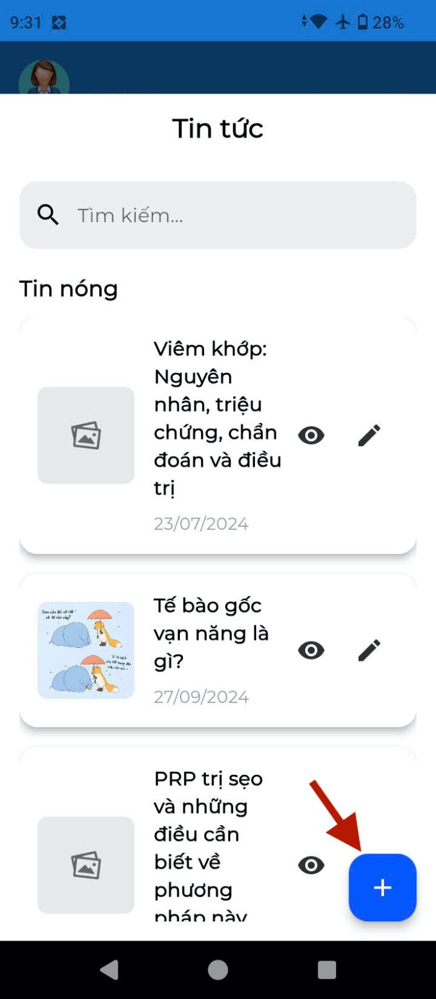 9:31
28%
Tin tức
Tìm kiếm...
Tin nóng
Viêm khớp:
Nguyên
nhân, triệu
chứng, chẩn
đoán và điều
trị
23/07/2024
Tế bào gốc
vạn năng là
gì?
27/09/2024
PRP trị sẹo
và những
điều cần
biết về
phương
pháp này